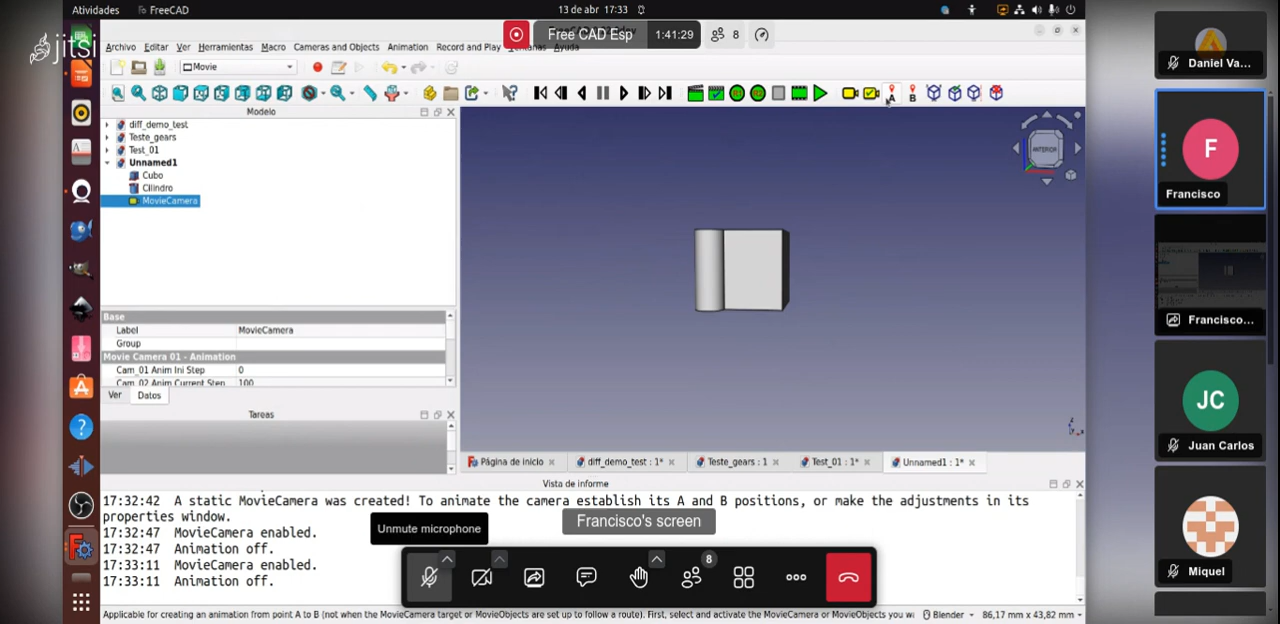 Atividades
FreeCAD
13 de abr 17:33
jitsi
Free CAD Esp
1:41:29
8
Archivo Editar Ver Herramientas Macro Cameras and Objects Animation Record and Play Ayuda
Movie
A
B
Modelo
diff_demo_test
Teste_gears
Test_01
Unnamed1
Cubo
Cilindro
MovieCamera
ANTERIOR
Base
Label MovieCamera
Group
Movie Camera 01 - Animation
Cam_01 Anim Ini Step 0
Cam_02 Anim Current Step 100
Ver Datos
Tareas
Página de inicio
diff_demo_test : 1*
Teste_gears : 1
Test_01 : 1*
Unnamed1 : 1*
Vista de informe
17:32:42 A static MovieCamera was created! To animate the camera establish its A and B positions, or make the adjustments in its
properties window.
17:32:47 MovieCamera enabled.
17:32:47 Animation off.
17:33:11 MovieCamera enabled.
17:33:11 Animation off.
Unmute microphone
Francisco's screen
8
Applicable for creating an animation from point A to B (not when the MovieCamera target or MovieObjects are set up to follow a route). First, select and activate the MovieCamera or MovieObjects you wi
Blender
86,17 mm x 43,82 mm
Daniel Va...
F
Francisco
Francisco...
JC
Juan Carlos
Miquel